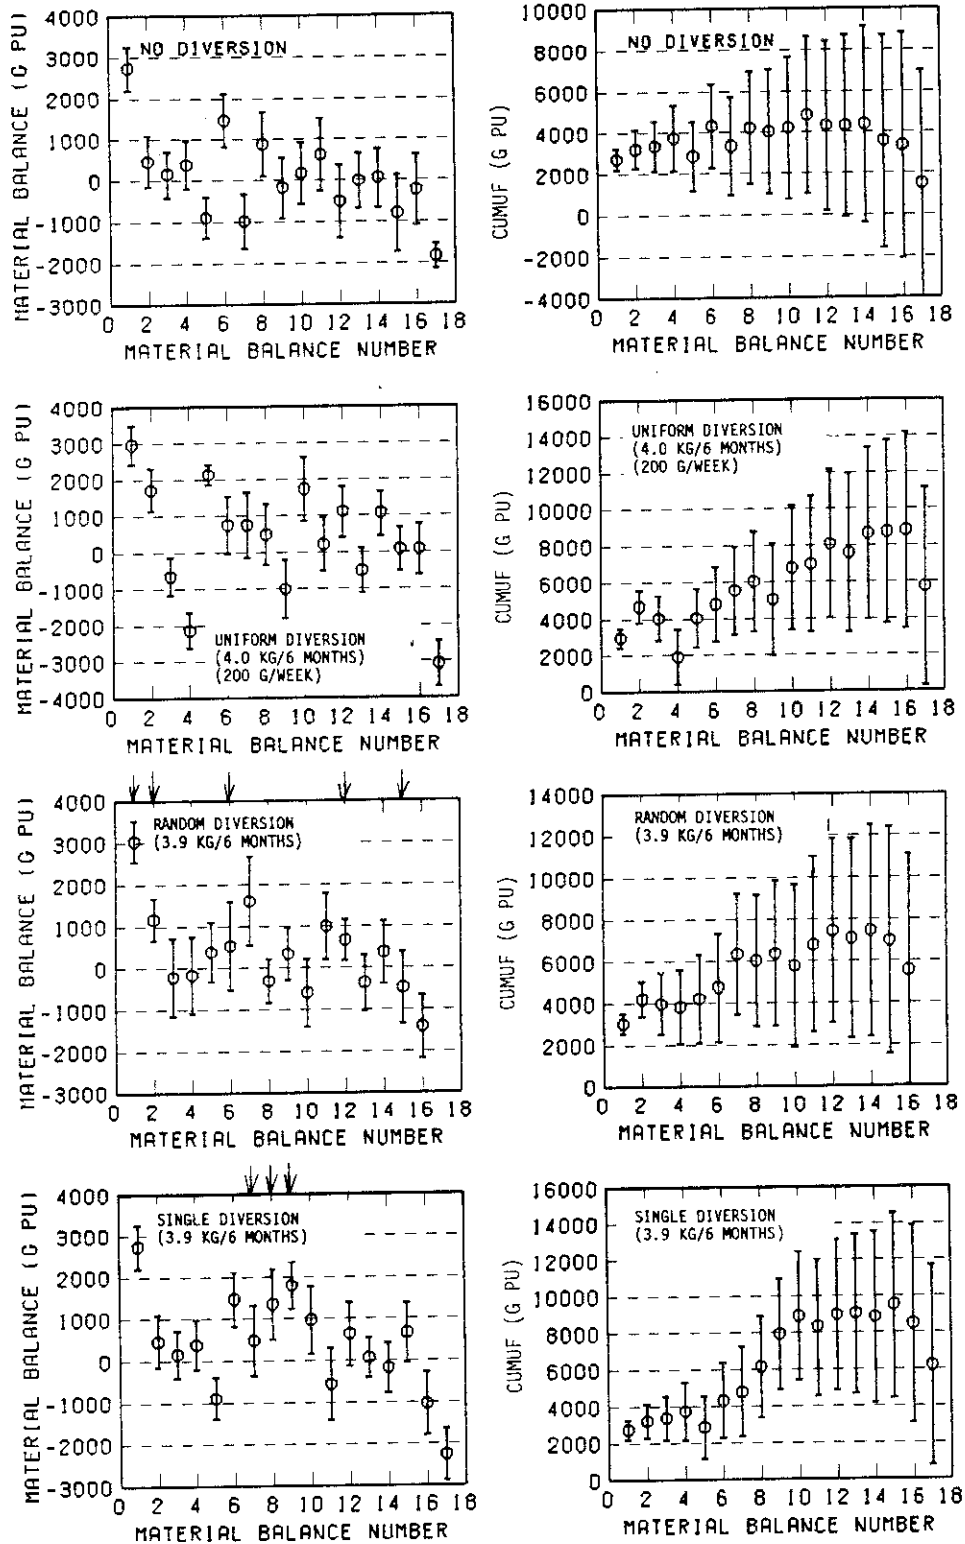 MATERIAL BALANCE (G PU)
4000
3000
2000
1000
0
-1000
-2000
-3000
NO DIVERSION
0 2 4 6 8 10 12 14 16 18
MATERIAL BALANCE NUMBER
CUMUF (G PU)
10000
8000
6000
4000
2000
0
-2000
-4000
NO DIVERSION
0 2 4 6 8 10 12 14 16 18
MATERIAL BALANCE NUMBER
MATERIAL BALANCE (G PU)
4000
3000
2000
1000
0
-1000
-2000
-3000
-4000
UNIFORM DIVERSION
(4.0 KG/6 MONTHS)
(200 G/WEEK)
0 2 4 6 8 10 12 14 16 18
MATERIAL BALANCE NUMBER
CUMUF (G PU)
16000
14000
12000
10000
8000
6000
4000
2000
0
UNIFORM DIVERSION
(4.0 KG/6 MONTHS)
(200 G/WEEK)
0 2 4 6 8 10 12 14 16 18
MATERIAL BALANCE NUMBER
MATERIAL BALANCE (G PU)
4000
3000
2000
1000
0
-1000
-2000
-3000
RANDOM DIVERSION
(3.9 KG/6 MONTHS)
0 2 4 6 8 10 12 14 16 18
MATERIAL BALANCE NUMBER
CUMUF (G PU)
14000
12000
10000
8000
6000
4000
2000
0
RANDOM DIVERSION
(3.9 KG/6 MONTHS)
0 2 4 6 8 10 12 14 16 18
MATERIAL BALANCE NUMBER
MATERIAL BALANCE (G PU)
4000
3000
2000
1000
0
-1000
-2000
-3000
SINGLE DIVERSION
(3.9 KG/6 MONTHS)
0 2 4 6 8 10 12 14 16 18
MATERIAL BALANCE NUMBER
CUMUF (G PU)
16000
14000
12000
10000
8000
6000
4000
2000
0
SINGLE DIVERSION
(3.9 KG/6 MONTHS)
0 2 4 6 8 10 12 14 16 18
MATERIAL BALANCE NUMBER